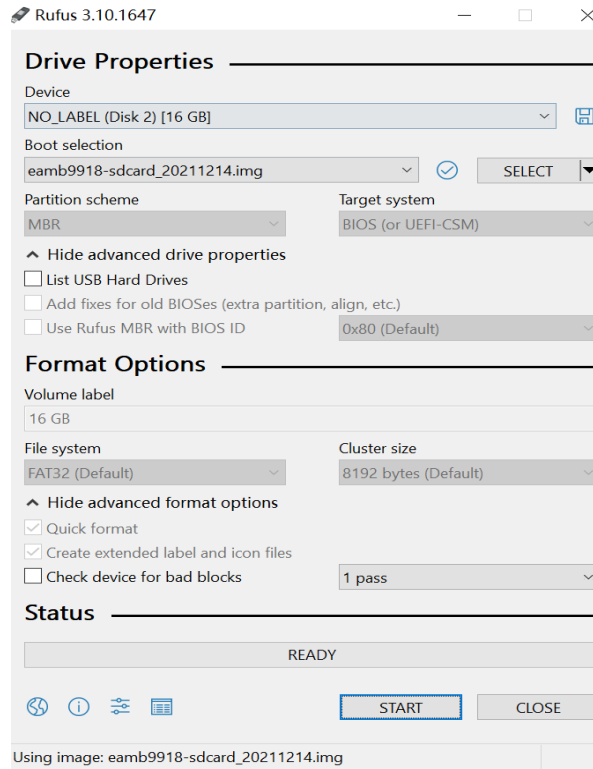 Rufus 3.10.1647
Drive Properties
Device
NO_LABEL (Disk 2) [16 GB]
Boot selection
eamb9918-sdcard_20211214.img SELECT
Partition scheme Target system
MBR BIOS (or UEFI-CSM)
Hide advanced drive properties
List USB Hard Drives
Add fixes for old BIOSes (extra partition, align, etc.)
Use Rufus MBR with BIOS ID 0x80 (Default)
Format Options
Volume label
16 GB
File system Cluster size
FAT32 (Default) 8192 bytes (Default)
Hide advanced format options
Quick format
Create extended label and icon files
Check device for bad blocks 1 pass
Status
READY
START CLOSE
Using image: eamb9918-sdcard_20211214.img